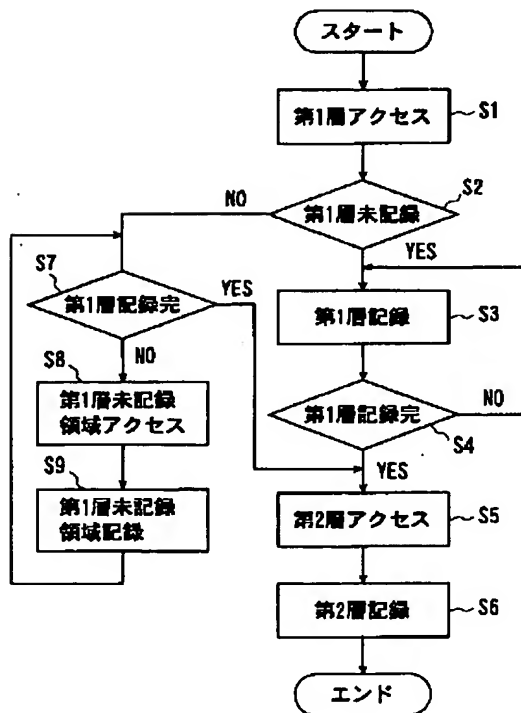 スタート
第1層アクセス
S1
S2
NO
第1層未記録
YES
S7
第1層記録完
YES
第1層記録
S3
NO
S8
第1層未記録
領域アクセス
第1層記録完
NO
S4
YES
S9
第1層未記録
領域記録
第2層アクセス
S5
第2層記録
S6
エンド